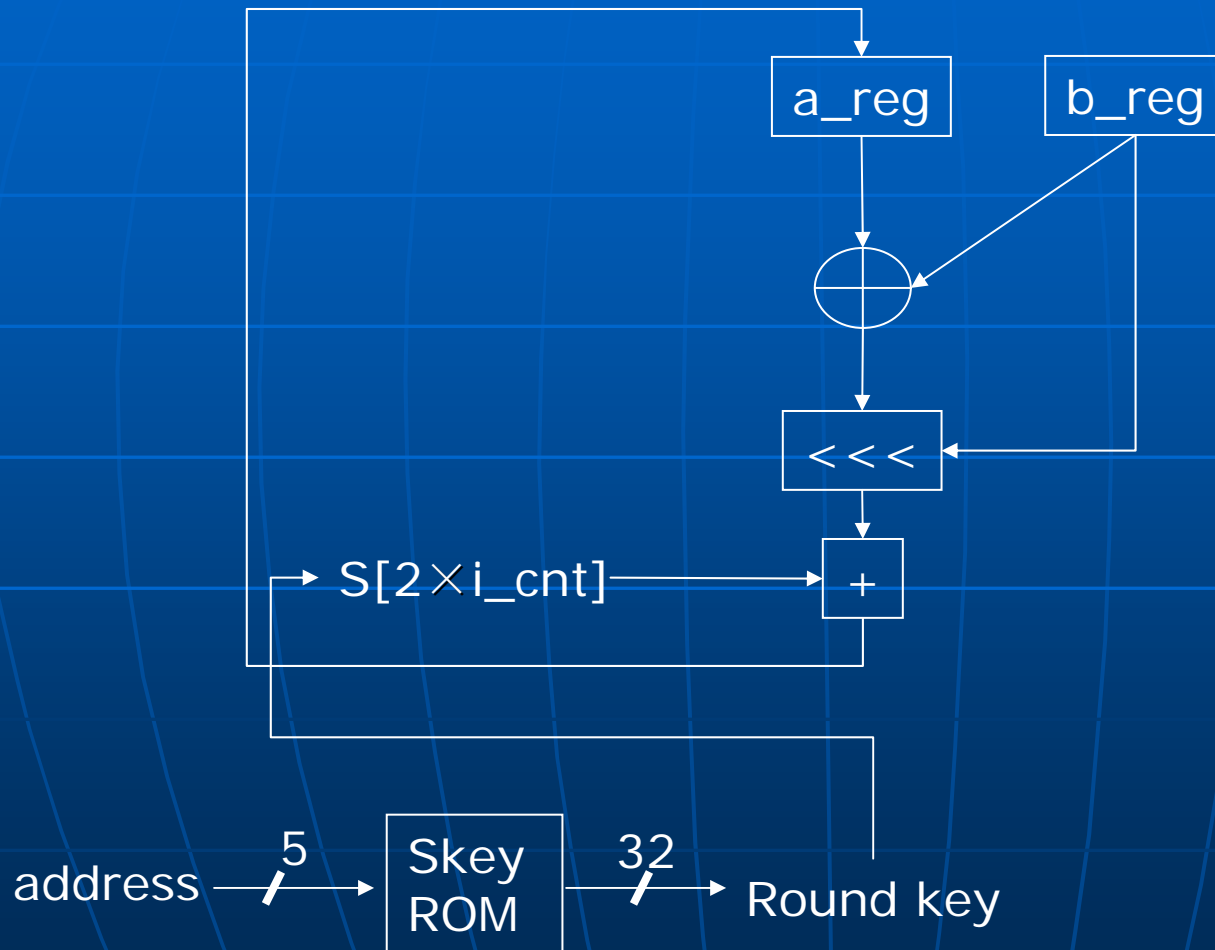 a_reg
b_reg
<<<
S[2×i_cnt]
+
5
32
address
Skey
ROM
Round key